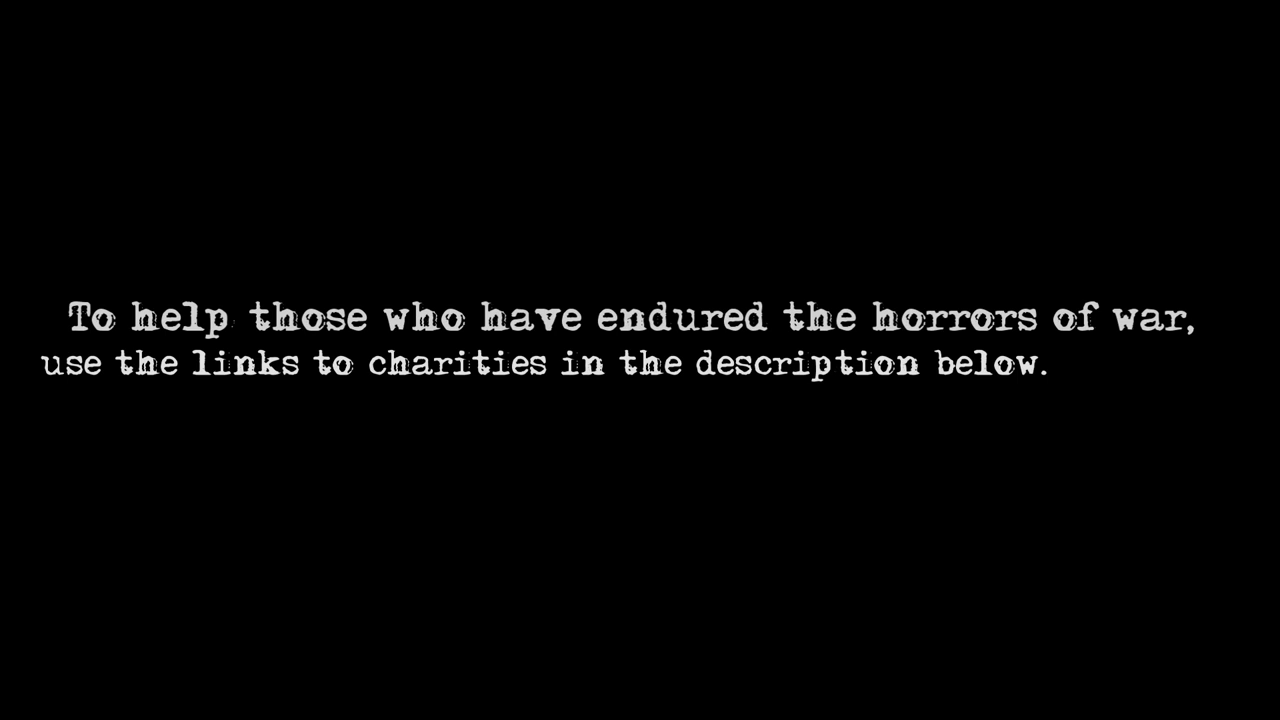 To help those who have endured the horrors of war,
use the links to charities in the description below.